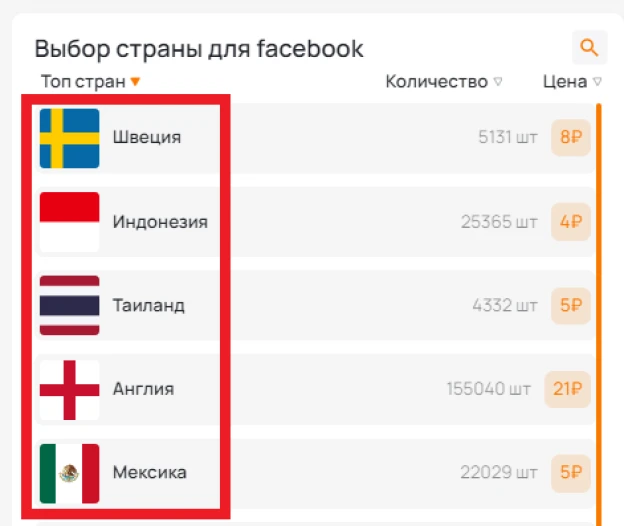 Выбор страны для facebook
Топ стран Количество Цена
Швеция 5131 шт 8₽
Индонезия 25365 шт 4₽
Таиланд 4332 шт 5₽
Англия 155040 шт 21₽
Мексика 22029 шт 5₽